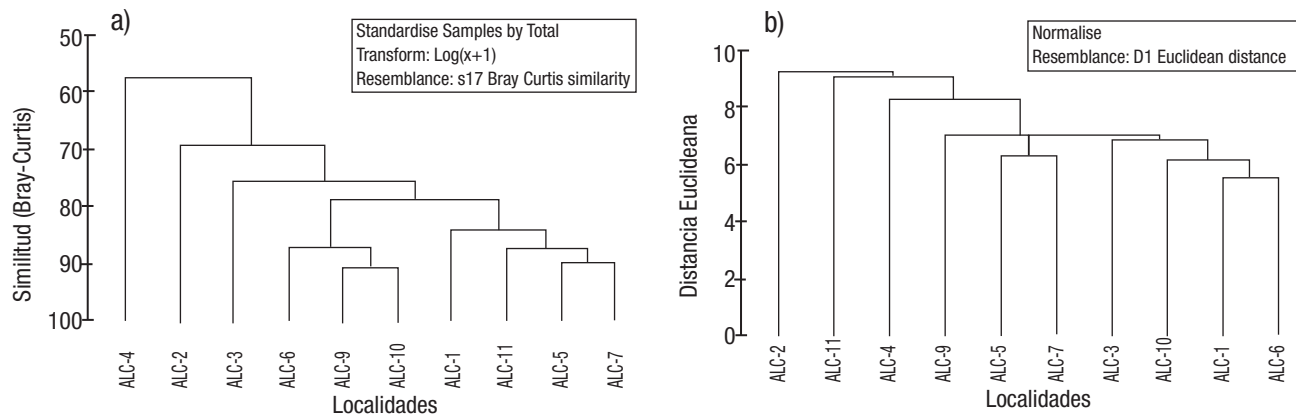 a)
Standardise Samples by Total
Transform: Log(x+1)
Resemblance: s17 Bray Curtis similarity
Similitud (Bray-Curtis)
50
60
70
80
90
100
ALC-4
ALC-2
ALC-3
ALC-6
ALC-9
ALC-10
ALC-1
ALC-11
ALC-5
ALC-7
Localidades
b)
Normalise
Resemblance: D1 Euclidean distance
Distancia Euclideana
10
8
6
4
2
0
ALC-2
ALC-11
ALC-4
ALC-9
ALC-5
ALC-7
ALC-3
ALC-10
ALC-1
ALC-6
Localidades